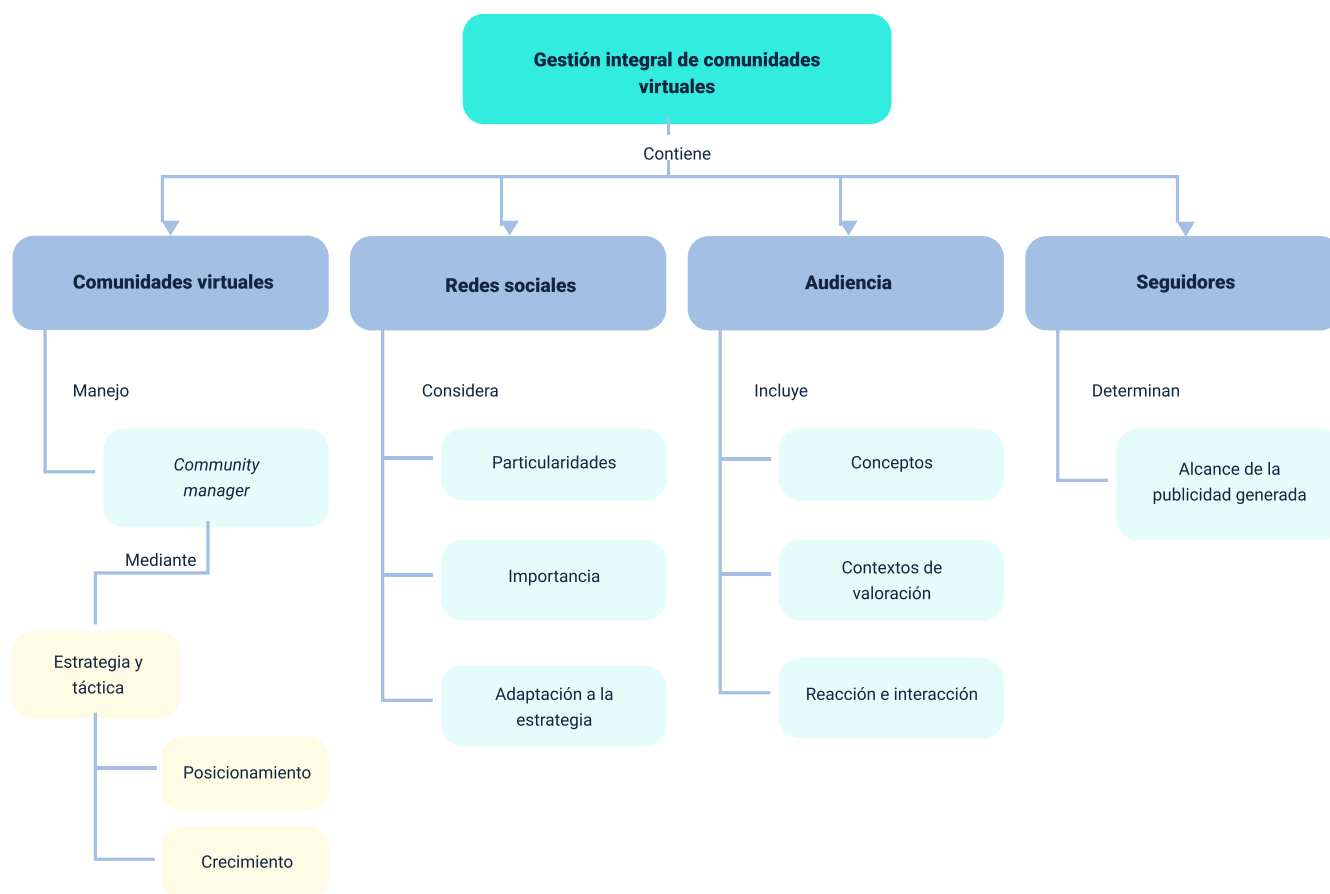 Gestión integral de comunidades
virtuales
Contiene
Comunidades virtuales
Redes sociales
Audiencia
Seguidores
Manejo
Considera
Incluye
Determinan
Community
manager
Mediante
Estrategia y
táctica
Posicionamiento
Crecimiento
Particularidades
Importancia
Adaptación a la
estrategia
Conceptos
Contextos de
valoración
Reacción e interacción
Alcance de la
publicidad generada